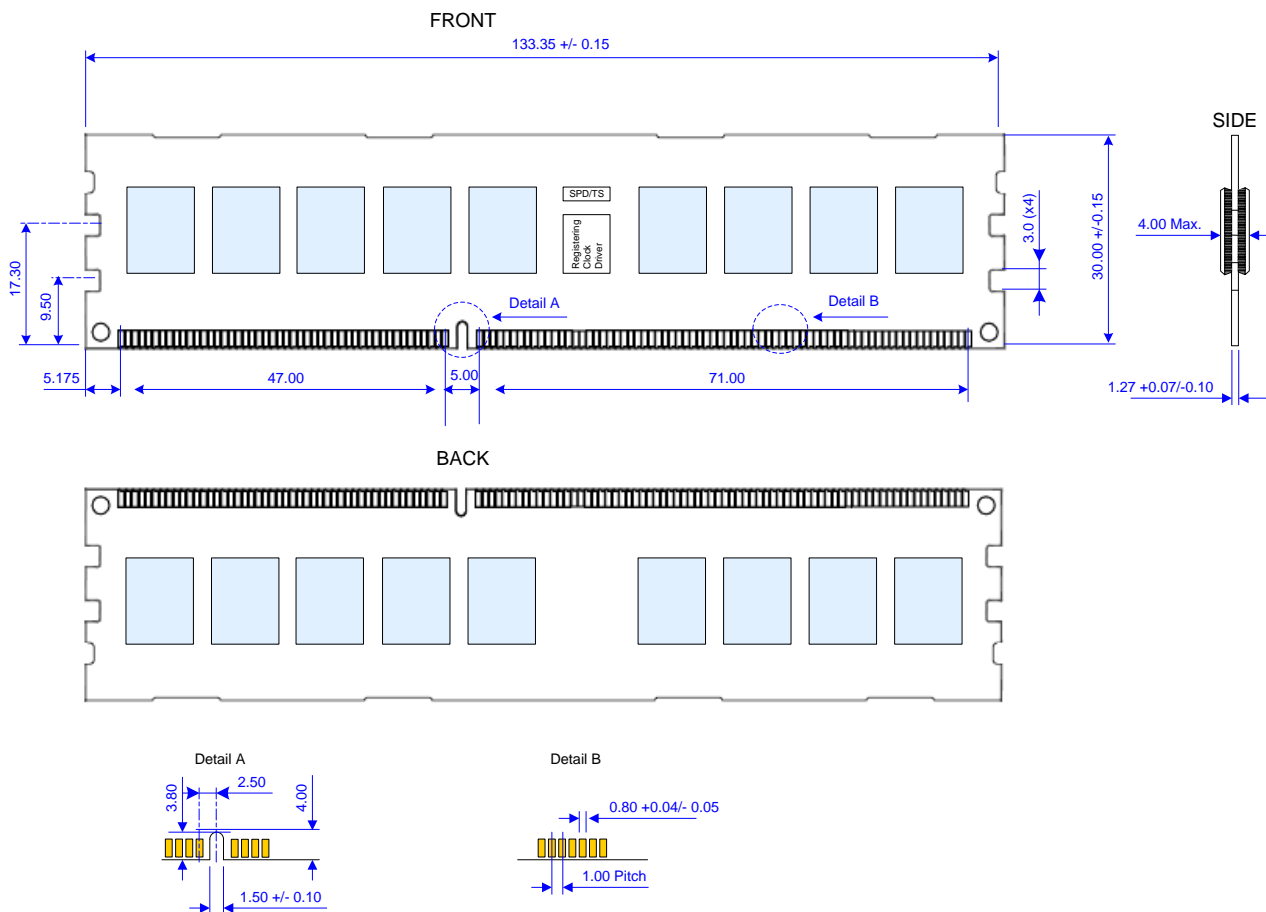 FRONT
133.35 +/- 0.15
SIDE
SPD/TS
Registering
Clock
Driver
17.30
9.50
3.0 (x4)
30.00 +/-0.15
4.00 Max.
Detail A
Detail B
5.175
47.00
5.00
71.00
1.27 +0.07/-0.10
BACK
Detail A
3.80
2.50
4.00
1.50 +/- 0.10
Detail B
0.80 +0.04/- 0.05
1.00 Pitch